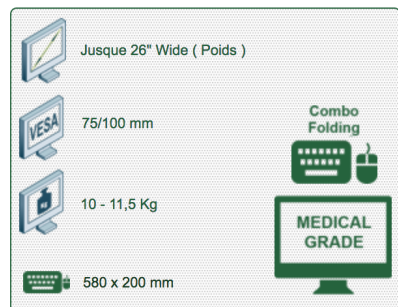 Jusque 26" Wide ( Poids )
VESA
75/100 mm
Combo
Folding
10 - 11,5 Kg
MEDICAL
GRADE
580 x 200 mm